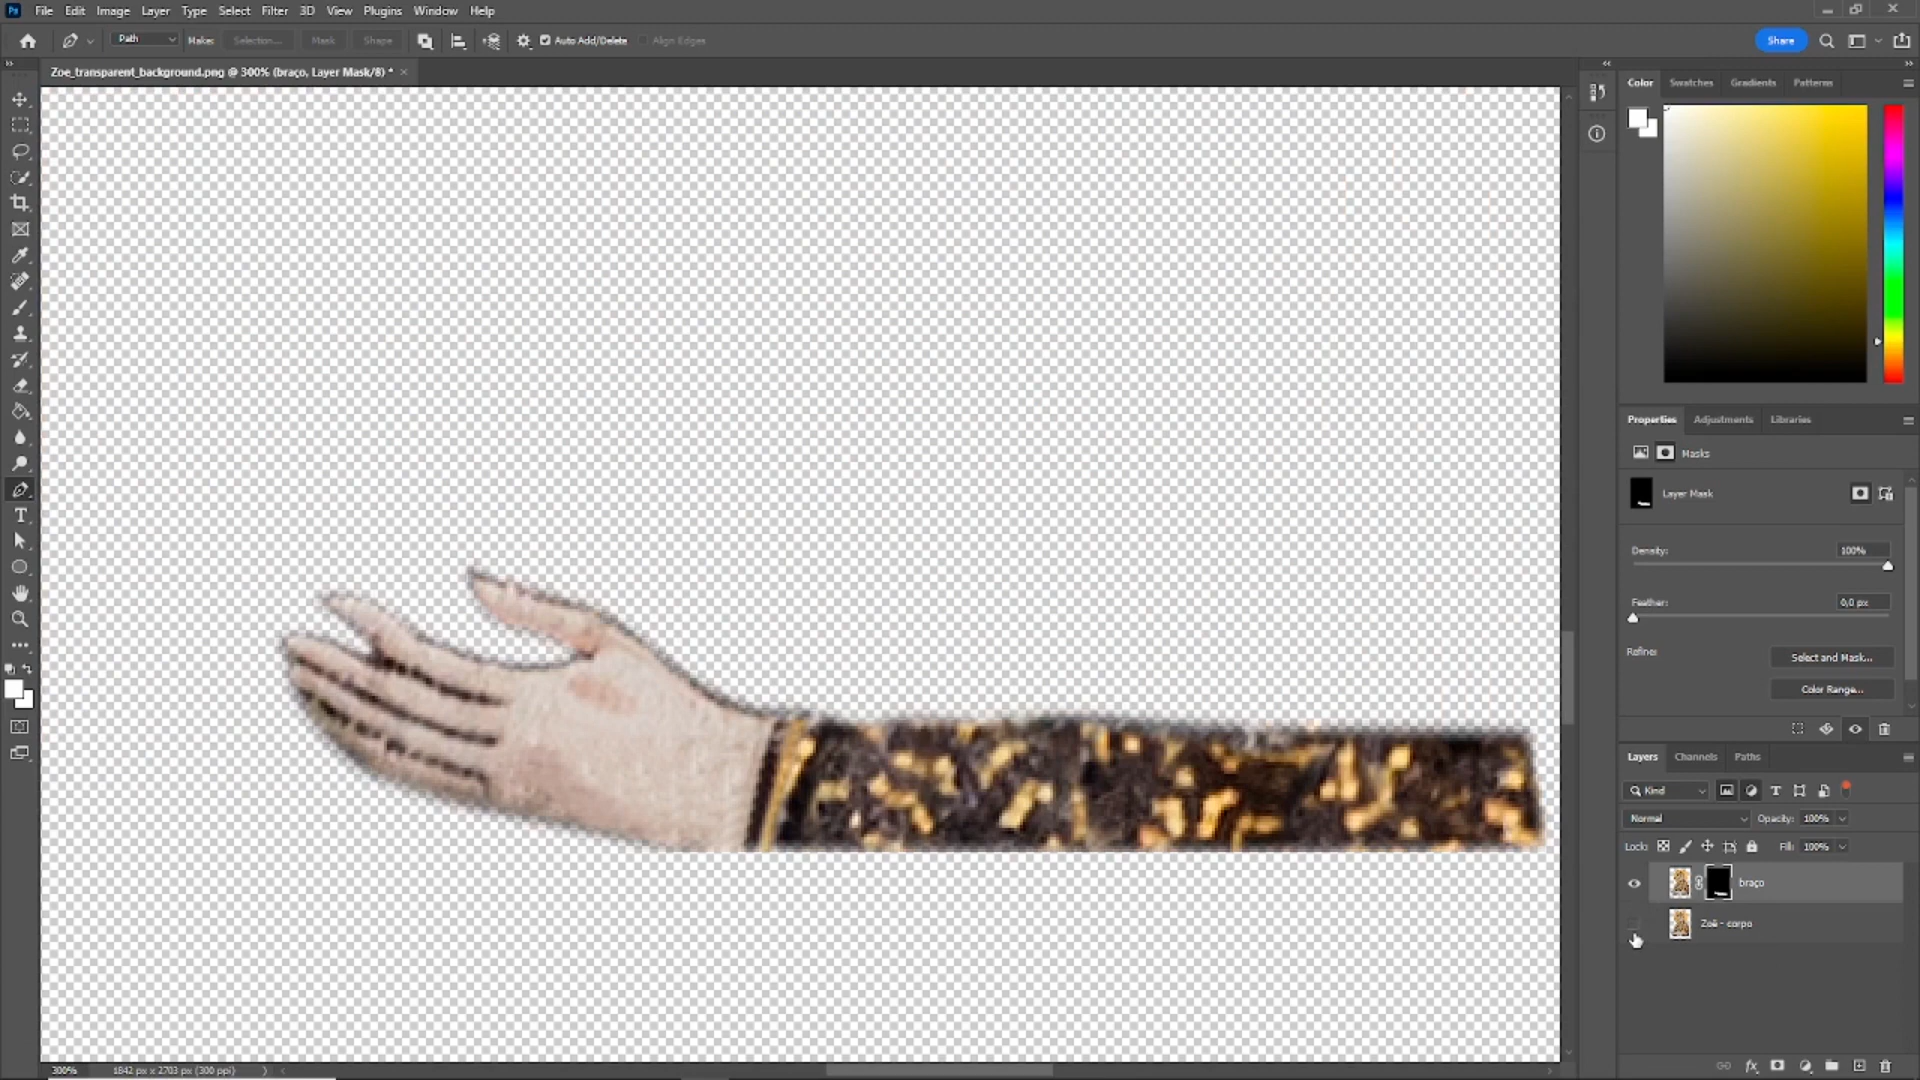 Ps File Edit Image Layer Type Select Filter 3D View Plugins Window Help
Path Make: Selection... Mask Shape Auto Add/Delete Align Edges Share
Zoe_transparent_background.png @ 300% (braço, Layer Mask/8) * ×
Color Swatches Gradients Patterns
Properties Adjustments Libraries
Masks
Layer Mask
Density: 100%
Feather: 0,0 px
Refine: Select and Mask...
Color Range...
Layers Channels Paths
Kind
Normal Opacity: 100%
Lock: Fill: 100%
braço
Zoë - corpo
300% 1842 px x 2703 px (300 ppi)